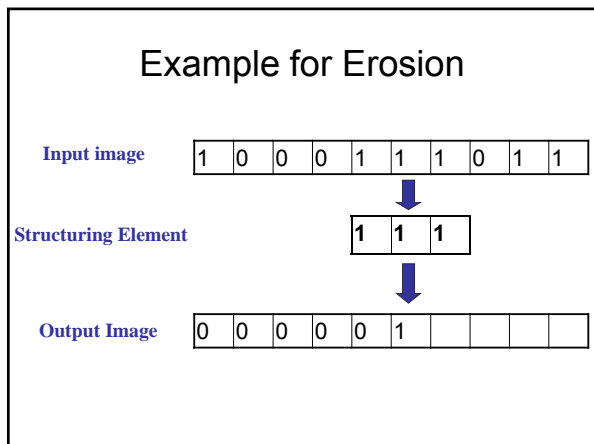 Example for Erosion
Input image 1 0 0 0 1 1 1 0 1 1
Structuring Element 1 1 1
Output Image 0 0 0 0 0 1